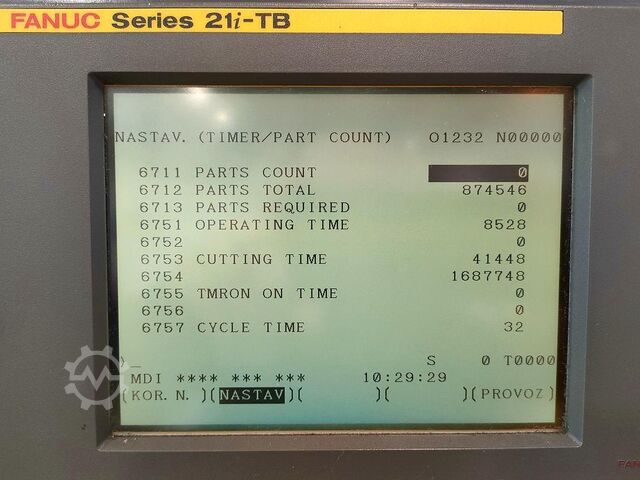 FANUC Series 21i-TB
NASTAV. (TIMER/PART COUNT) O1232 N00000
6711 PARTS COUNT 0
6712 PARTS TOTAL 874546
6713 PARTS REQUIRED 0
6751 OPERATING TIME 8528
6752 0
6753 CUTTING TIME 41448
6754 1687748
6755 TMRON ON TIME 0
6756 0
6757 CYCLE TIME 32
S 0 T0000
)_
MDI **** *** *** 10:29:29
(KOR. N. )(NASTAV)( )( )(PROVOZ)